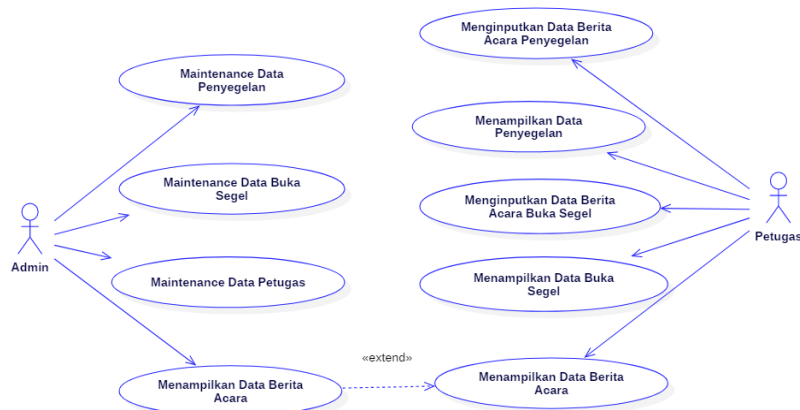 Menginputkan Data Berita
Acara Penyegelan
Maintenance Data
Penyegelan
Menampilkan Data
Penyegelan
Maintenance Data Buka
Segel
Menginputkan Data Berita
Acara Buka Segel
Admin
Petugas
Maintenance Data Petugas
Menampilkan Data Buka
Segel
«extend»
Menampilkan Data Berita
Acara
Menampilkan Data Berita
Acara